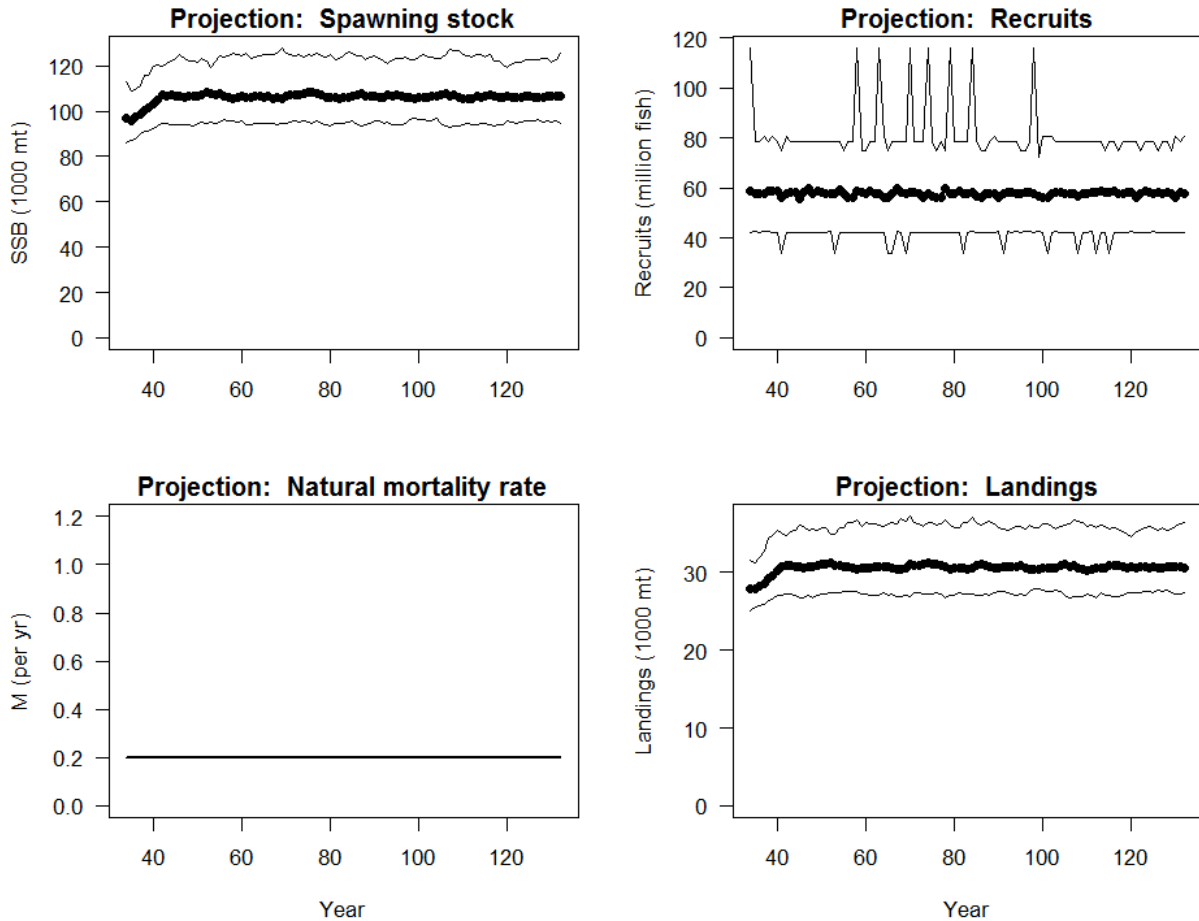 Projection: Spawning stock
SSB (1000 mt)
120
100
80
60
40
20
0
40 60 80 100 120
Projection: Recruits
Recruits (million fish)
120
100
80
60
40
20
0
40 60 80 100 120
Projection: Natural mortality rate
M (per yr)
1.2
1.0
0.8
0.6
0.4
0.2
0.0
40 60 80 100 120
Year
Projection: Landings
Landings (1000 mt)
30
20
10
0
40 60 80 100 120
Year